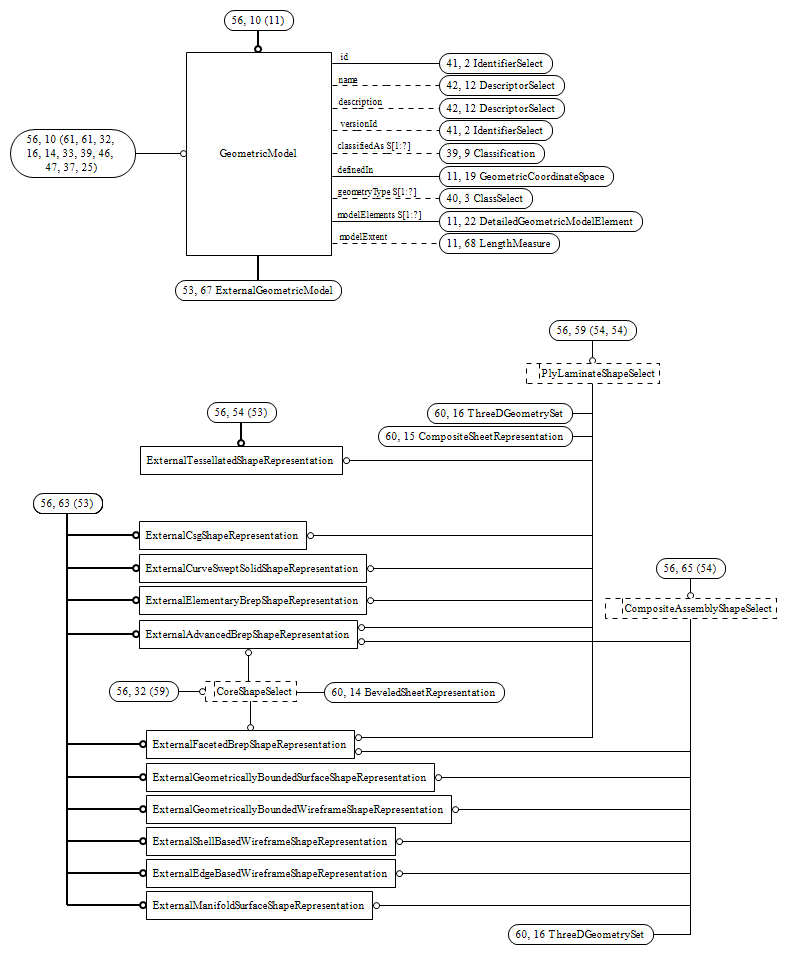 56, 10 (11)
id
41, 2 IdentifierSelect
name
42, 12 DescriptorSelect
description
42, 12 DescriptorSelect
versionId
41, 2 IdentifierSelect
56, 10 (61, 61, 32,
16, 14, 33, 39, 46,
47, 37, 25)
GeometricModel
classifiedAs S[1:?]
39, 9 Classification
definedIn
11, 19 GeometricCoordinateSpace
geometryType S[1:?]
40, 3 ClassSelect
modelElements S[1:?]
11, 22 DetailedGeometricModelElement
modelExtent
11, 68 LengthMeasure
53, 67 ExternalGeometricModel
56, 59 (54, 54)
PlyLaminateShapeSelect
56, 54 (53)
60, 16 ThreeDGeometrySet
60, 15 CompositeSheetRepresentation
ExternalTessellatedShapeRepresentation
56, 63 (53)
ExternalCsgShapeRepresentation
ExternalCurveSweptSolidShapeRepresentation
56, 65 (54)
ExternalElementaryBrepShapeRepresentation
CompositeAssemblyShapeSelect
ExternalAdvancedBrepShapeRepresentation
56, 32 (59)
CoreShapeSelect
60, 14 BeveledSheetRepresentation
ExternalFacetedBrepShapeRepresentation
ExternalGeometricallyBoundedSurfaceShapeRepresentation
ExternalGeometricallyBoundedWireframeShapeRepresentation
ExternalShellBasedWireframeShapeRepresentation
ExternalEdgeBasedWireframeShapeRepresentation
ExternalManifoldSurfaceShapeRepresentation
60, 16 ThreeDGeometrySet